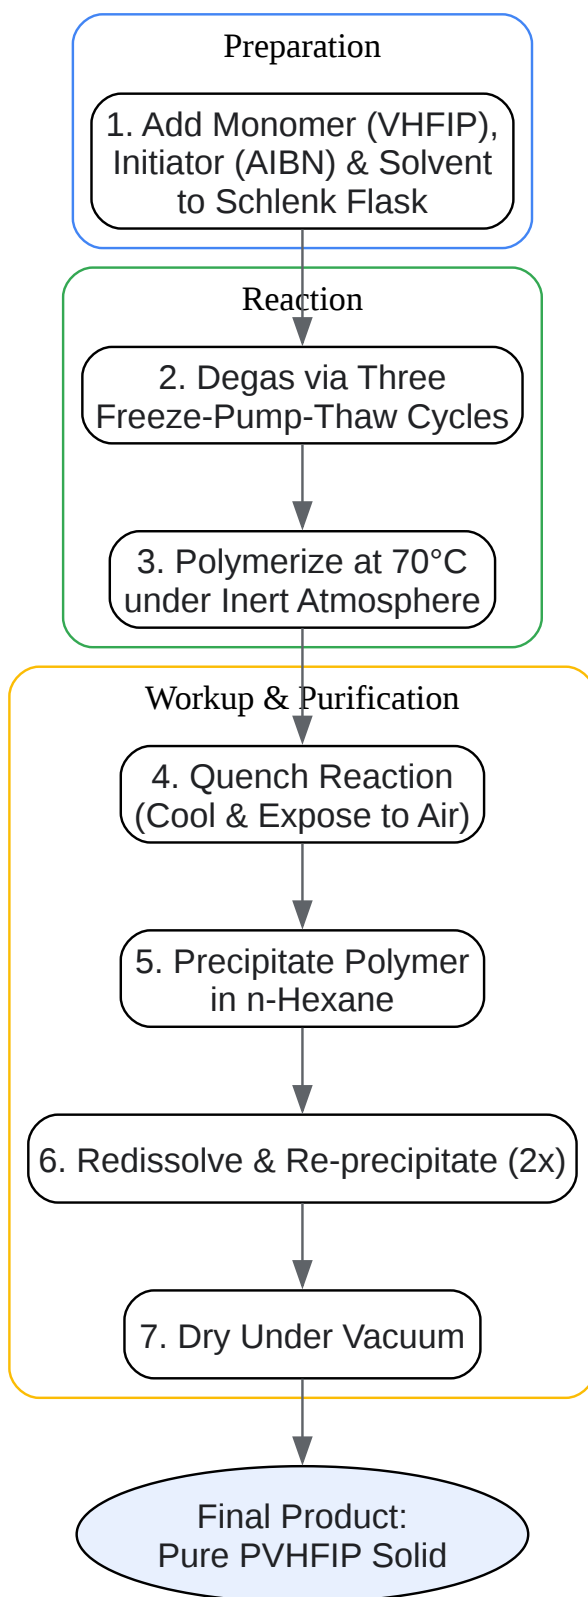 Preparation
1. Add Monomer (VHFIP),
Initiator (AIBN) & Solvent
to Schlenk Flask
Reaction
2. Degas via Three
Freeze-Pump-Thaw Cycles
3. Polymerize at 70°C
under Inert Atmosphere
Workup & Purification
4. Quench Reaction
(Cool & Expose to Air)
5. Precipitate Polymer
in n-Hexane
6. Redissolve & Re-precipitate (2x)
7. Dry Under Vacuum
Final Product:
Pure PVHFIP Solid